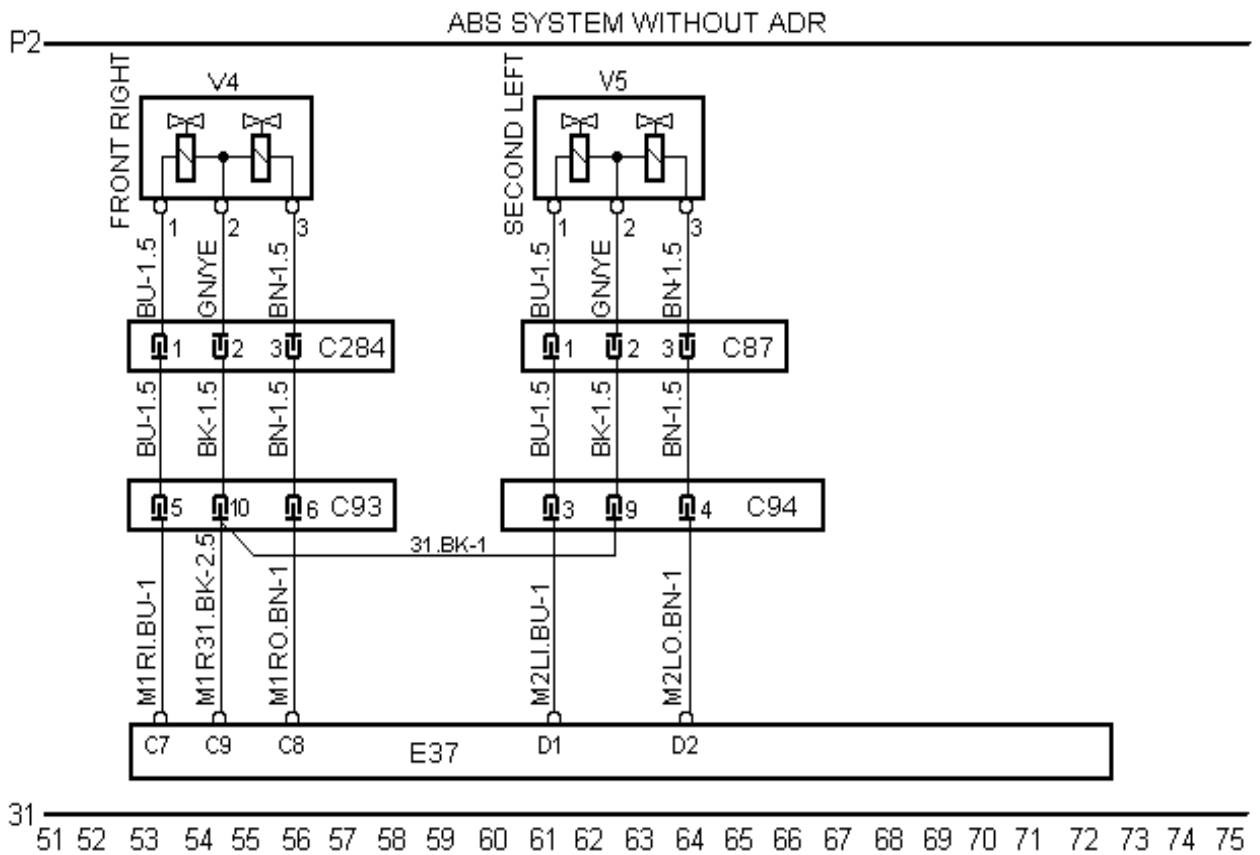 ABS SYSTEM WITHOUT ADR
P2
FRONT RIGHT
V4
1 2 3
SECOND LEFT
V5
1 2 3
BU-1.5 GN/YE BN-1.5
BU-1.5 GN/YE BN-1.5
1 2 3 C284
1 2 3 C87
BU-1.5 BK-1.5 BN-1.5
BU-1.5 BK-1.5 BN-1.5
5 10 6 C93
3 9 4 C94
31.BK-1
M1RI.BU-1 M1R31.BK-2.5 M1RO.BN-1
M2LI.BU-1 M2LO.BN-1
C7 C9 C8 E37 D1 D2
31
51 52 53 54 55 56 57 58 59 60 61 62 63 64 65 66 67 68 69 70 71 72 73 74 75